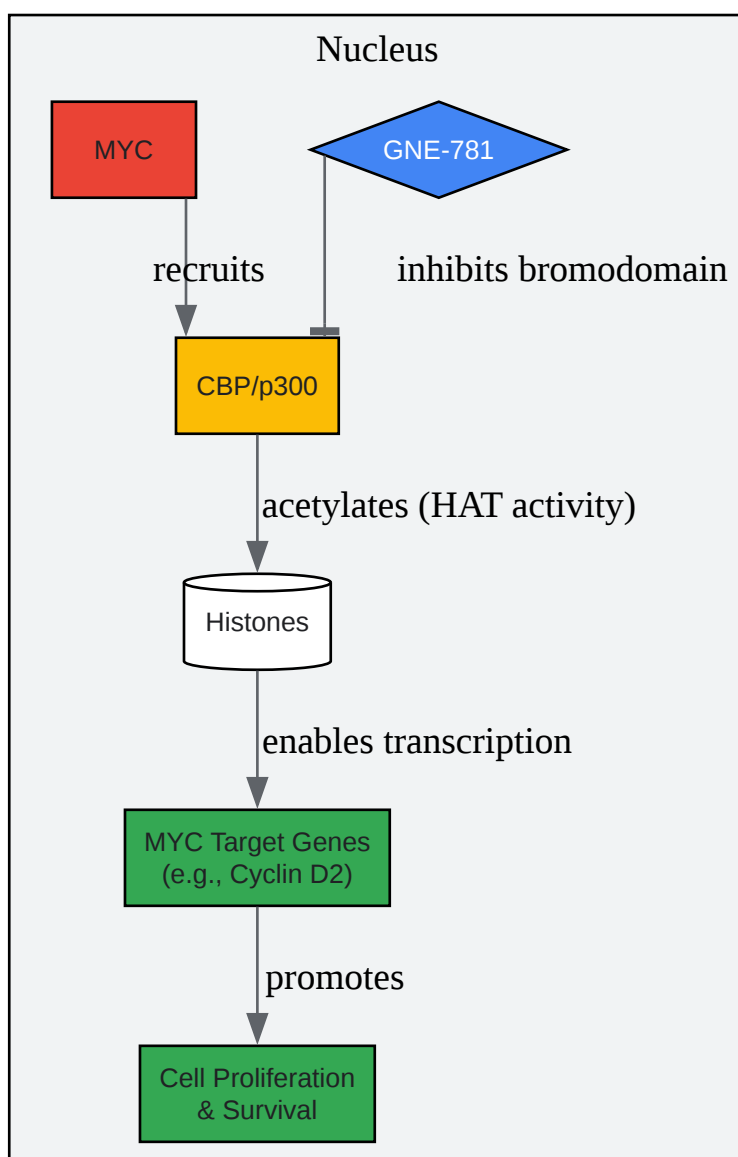 Nucleus
MYC
GNE-781
recruits
inhibits bromodomain
CBP/p300
acetylates (HAT activity)
Histones
enables transcription
MYC Target Genes
(e.g., Cyclin D2)
promotes
Cell Proliferation
& Survival